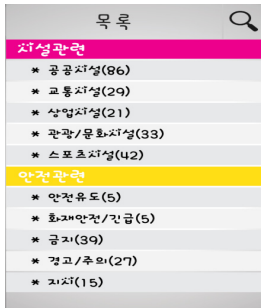 목록
시설관련
* 공공시설(86)
* 교통시설(29)
* 상업시설(21)
* 관광/문화시설(33)
* 스포츠시설(42)
안전관련
* 안전유도(5)
* 화재안전/긴급(5)
* 금지(39)
* 경고/주의(27)
* 지시(15)